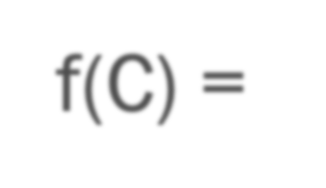 f(C) =